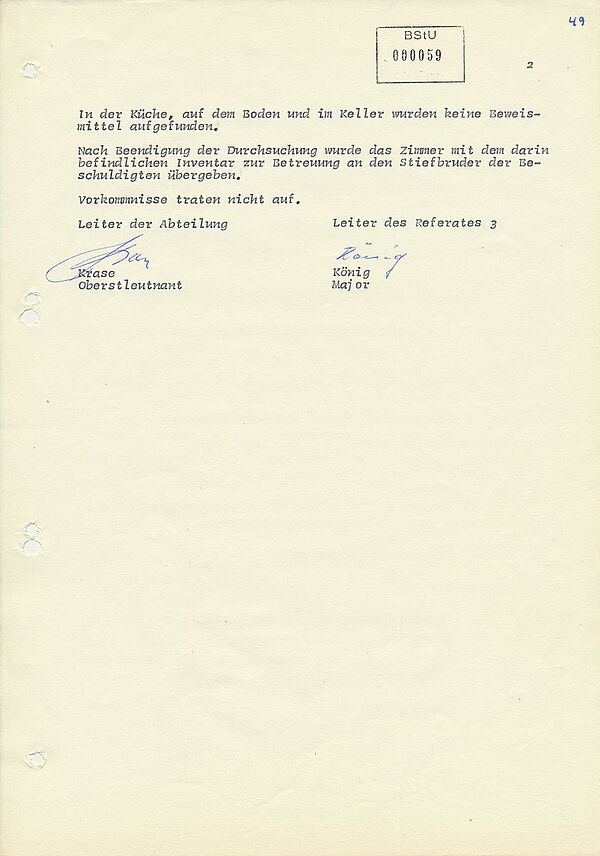 49
BStU
000059
2
In der Küche, auf dem Boden und im Keller wurden keine Beweis-
mittel aufgefunden.
Nach Beendigung der Durchsuchung wurde das Zimmer mit dem darin
befindlichen Inventar zur Betreuung an den Stiefbruder der Be-
schuldigten übergeben.
Vorkommnisse traten nicht auf.
Leiter der Abteilung Leiter des Referates 3
König
Krase König
Oberstleutnant Major